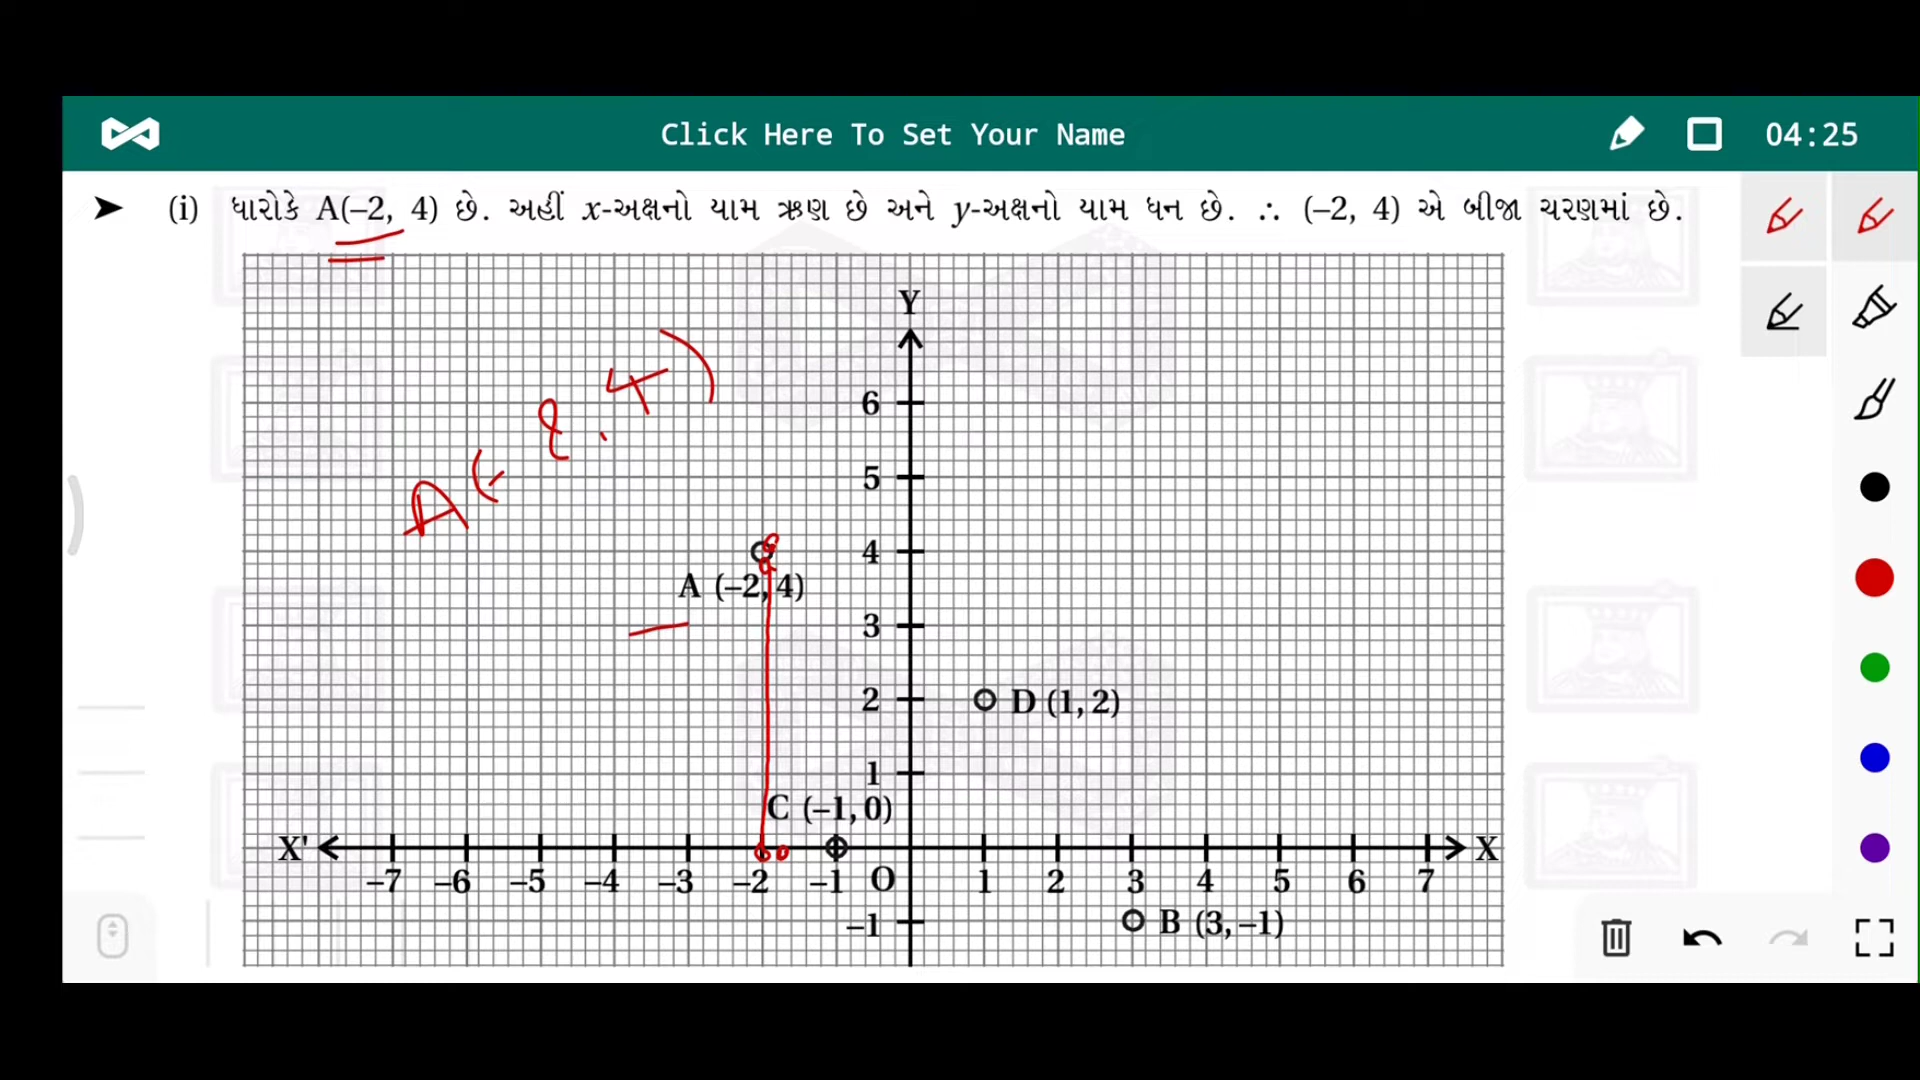 Click Here To Set Your Name
04:25
➤ (i) ધારોકે A(–2, 4) છે. અહીં x-અક્ષનો યામ ઋણ છે અને y-અક્ષનો યામ ધન છે. ∴ (–2, 4) એ બીજા ચરણમાં છે.
Y
A(-2,4)
6
5
4
A (–2, 4)
3
2
D (1, 2)
1
C (–1, 0)
X' X
–7 –6 –5 –4 –3 –2 –1 O 1 2 3 4 5 6 7
–1
B (3, –1)